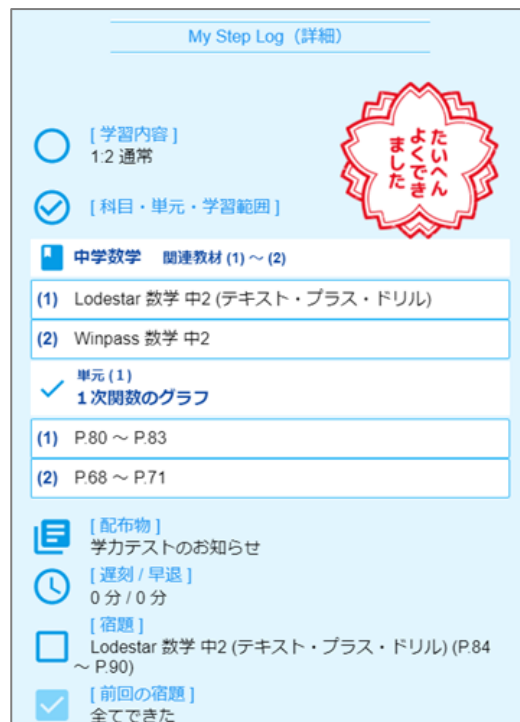 My Step Log（詳細）
たいへん
よくでき
ました
[ 学習内容 ]
1:2 通常
[ 科目・単元・学習範囲 ]
中学数学 関連教材 (1) ～ (2)
(1) Lodestar 数学 中2 (テキスト・プラス・ドリル)
(2) Winpass 数学 中2
単元 (１)
１次関数のグラフ
(1) P.80 ～ P.83
(2) P.68 ～ P.71
[ 配布物 ]
学力テストのお知らせ
[ 遅刻 / 早退 ]
0 分 / 0 分
[ 宿題 ]
Lodestar 数学 中2 (テキスト・プラス・ドリル) (P.84
～ P.90)
[ 前回の宿題 ]
全てできた